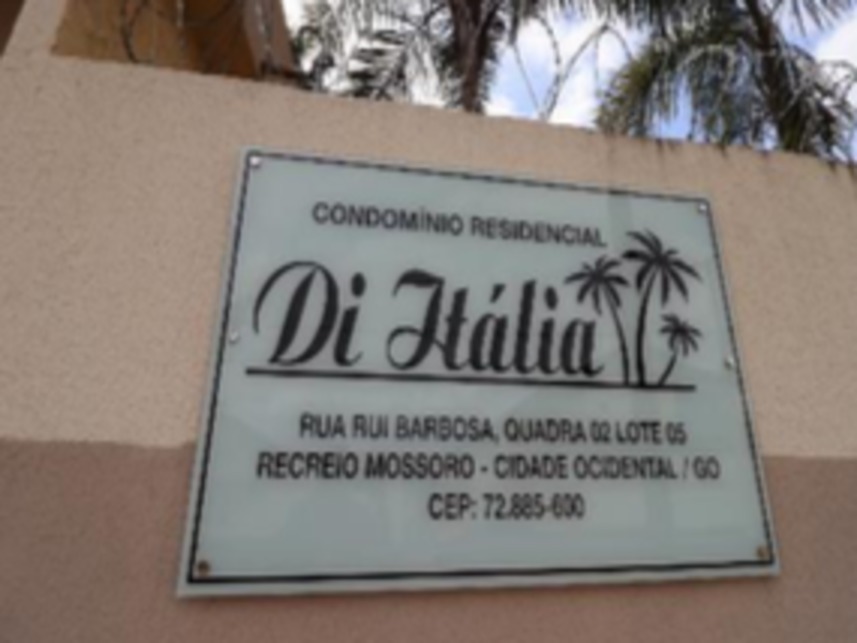 CONDOMÍNIO RESIDENCIAL
Di Itália
RUA RUI BARBOSA, QUADRA 02 LOTE 05
RECREIO MOSSORO - CIDADE OCIDENTAL / GO
CEP: 72.885-600